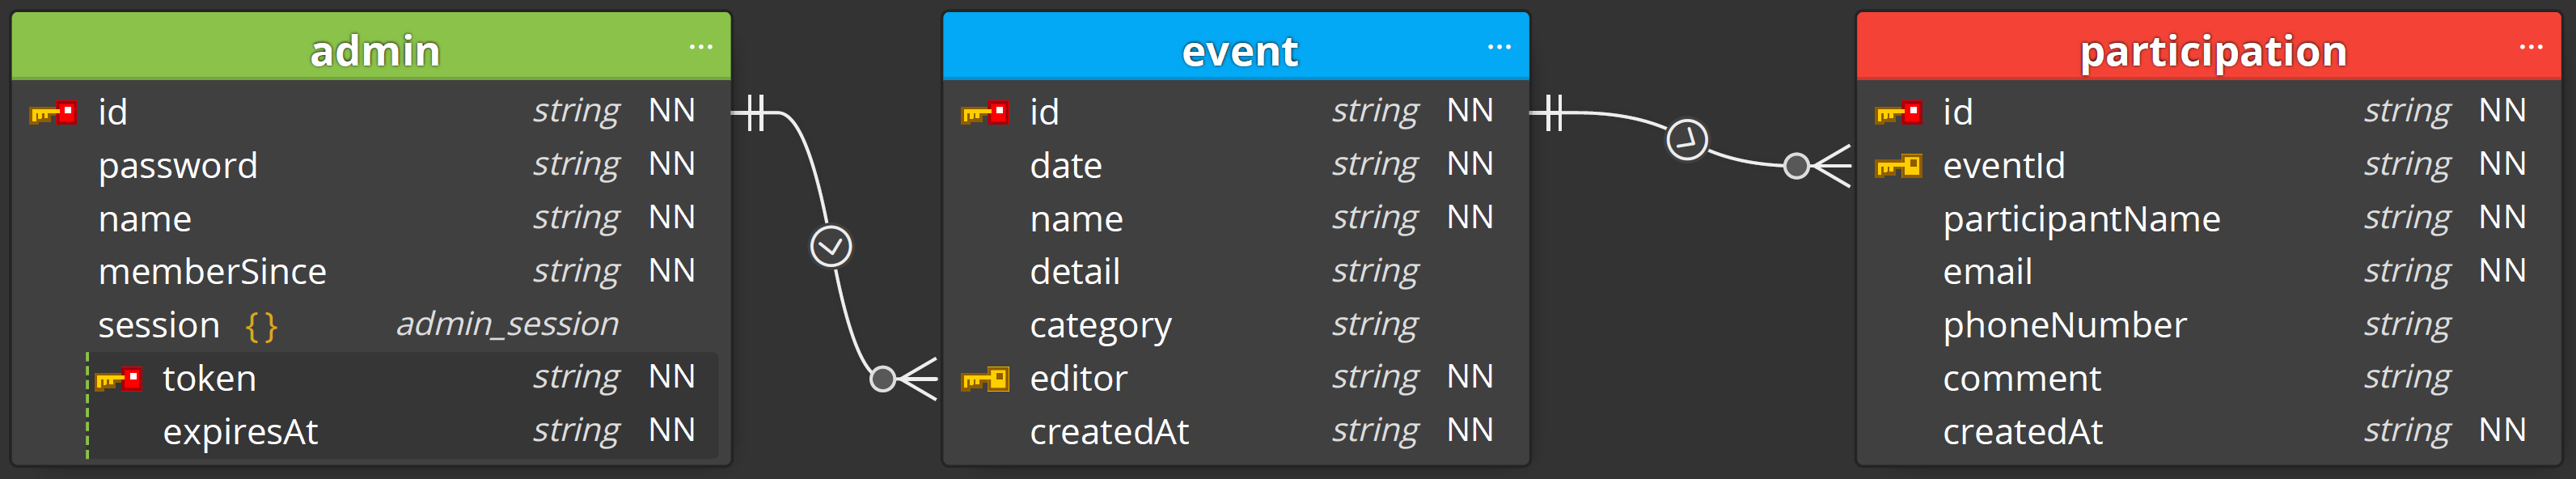 admin ...
id string NN
password string NN
name string NN
memberSince string NN
session {} admin_session
token string NN
expiresAt string NN
event ...
id string NN
date string NN
name string NN
detail string
category string
editor string NN
createdAt string NN
participation ...
id string NN
eventId string NN
participantName string NN
email string NN
phoneNumber string
comment string
createdAt string NN